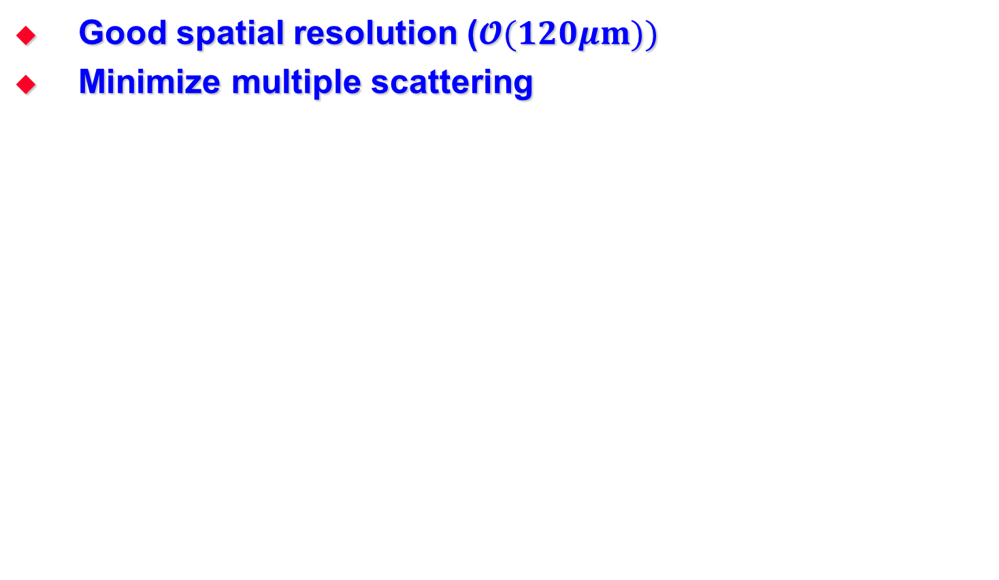 ◆ Good spatial resolution (𝓞(120μm))
◆ Minimize multiple scattering